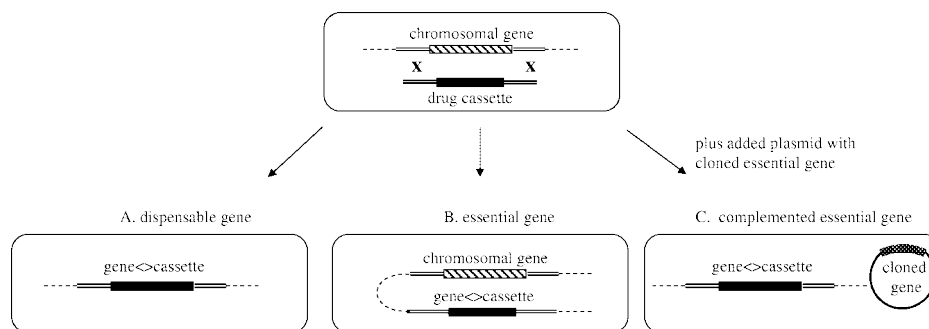 chromosomal gene
X X
drug cassette
plus added plasmid with
cloned essential gene
A. dispensable gene
B. essential gene
C. complemented essential gene
gene<>cassette
chromosomal gene
gene<>cassette
gene<>cassette
cloned
gene